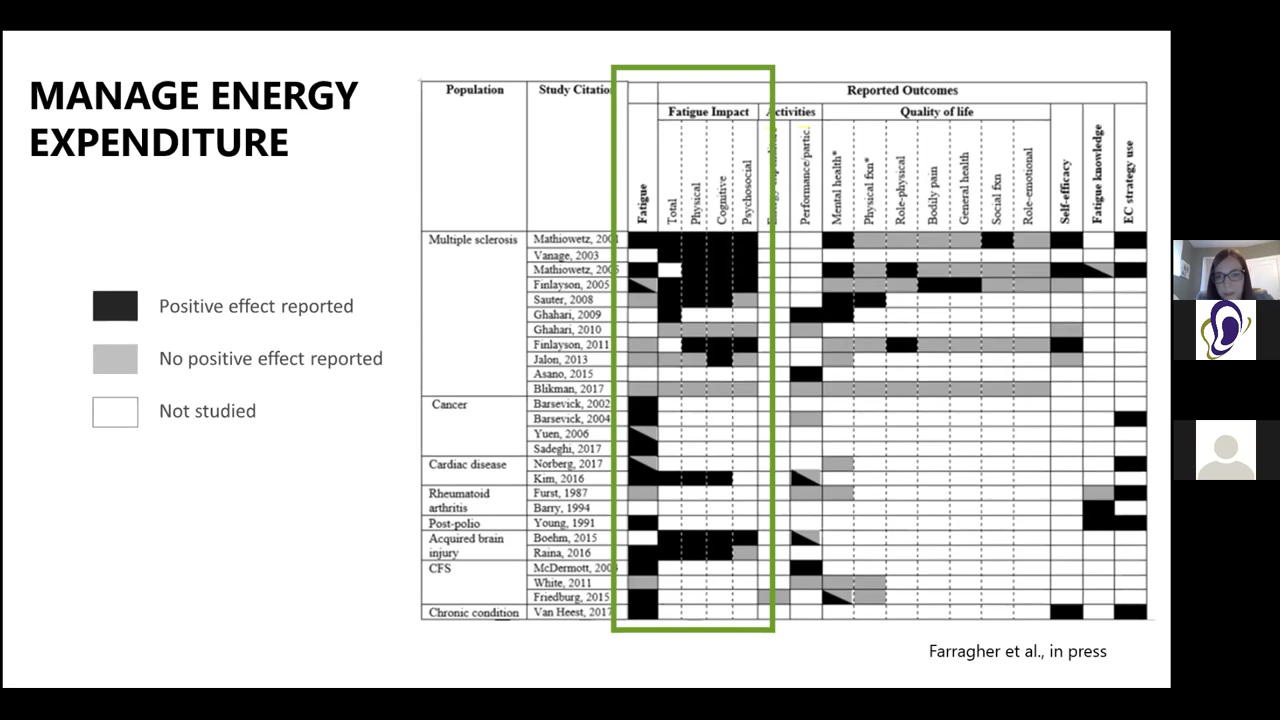 MANAGE ENERGY
EXPENDITURE
Positive effect reported
No positive effect reported
Not studied
Population
Study Citation
Reported Outcomes
Fatigue Impact
Activities
Quality of life
Fatigue
Total
Physical
Cognitive
Psychosocial
Performance/partic.
Mental health*
Physical fxn*
Role-physical
Bodily pain
General health
Social fxn
Role-emotional
Self-efficacy
Fatigue knowledge
EC strategy use
Multiple sclerosis
Mathiowetz,
Vanage, 2003
Mathiowetz,
Finlayson, 2005
Sauter, 2008
Ghahari, 2009
Ghahari, 2010
Finlayson, 2011
Jalon, 2013
Asano, 2015
Blikman, 2017
Cancer
Barsevick, 2002
Barsevick, 2004
Yuen, 2006
Sadeghi, 2017
Cardiac disease
Norberg, 2017
Kim, 2016
Rheumatoid
arthritis
Furst, 1987
Barry, 1994
Post-polio
Young, 1991
Acquired brain
injury
Boehm, 2015
Raina, 2016
CFS
McDermott,
White, 2011
Friedburg, 2015
Chronic condition
Van Heest, 2017
Farragher et al., in press